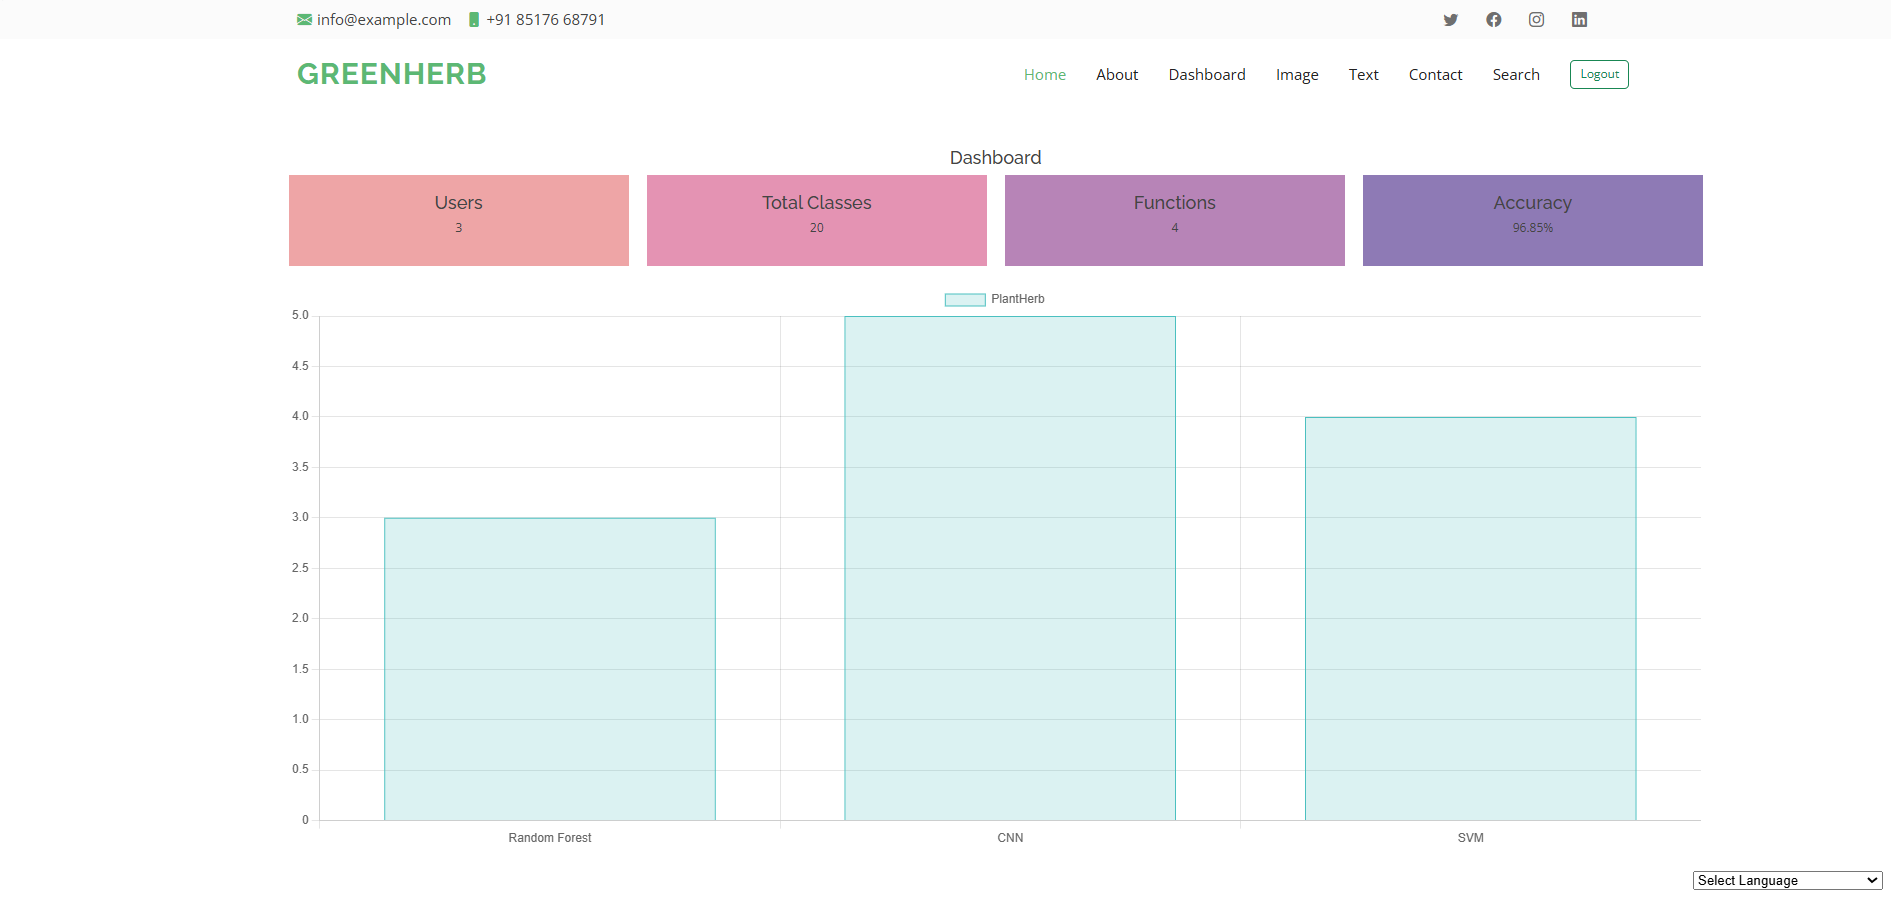 info@example.com +91 85176 68791
GREENHERB
Home About Dashboard Image Text Contact Search Logout
Dashboard
Users
3
Total Classes
20
Functions
4
Accuracy
96.85%
PlantHerb
5.0
4.5
4.0
3.5
3.0
2.5
2.0
1.5
1.0
0.5
0
Random Forest CNN SVM
Select Language